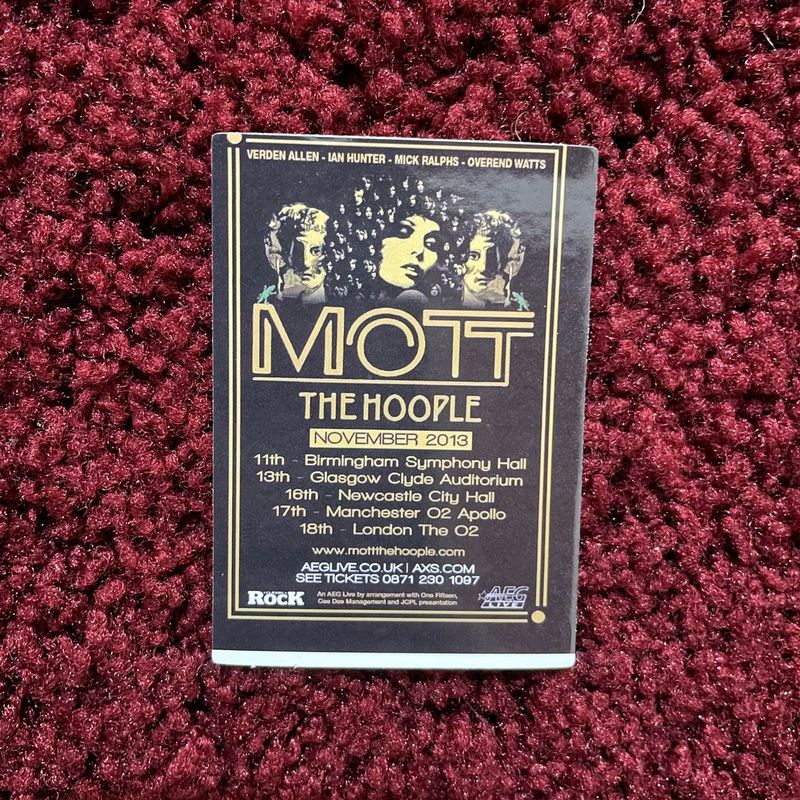 VERDEN ALLEN - IAN HUNTER - MICK RALPHS - OVEREND WATTS
MOTT
THE HOOPLE
NOVEMBER 2013
11th - Birmingham Symphony Hall
13th - Glasgow Clyde Auditorium
16th - Newcastle City Hall
17th - Manchester O2 Apollo
18th - London The O2
www.mottthehoople.com
AEGLIVE.CO.UK | AXS.COM
SEE TICKETS 0871 230 1097
ROCK
An AEG Live by arrangement with One Fifteen,
Gee Dee Management and JCPL presentation
AEG
LIVE